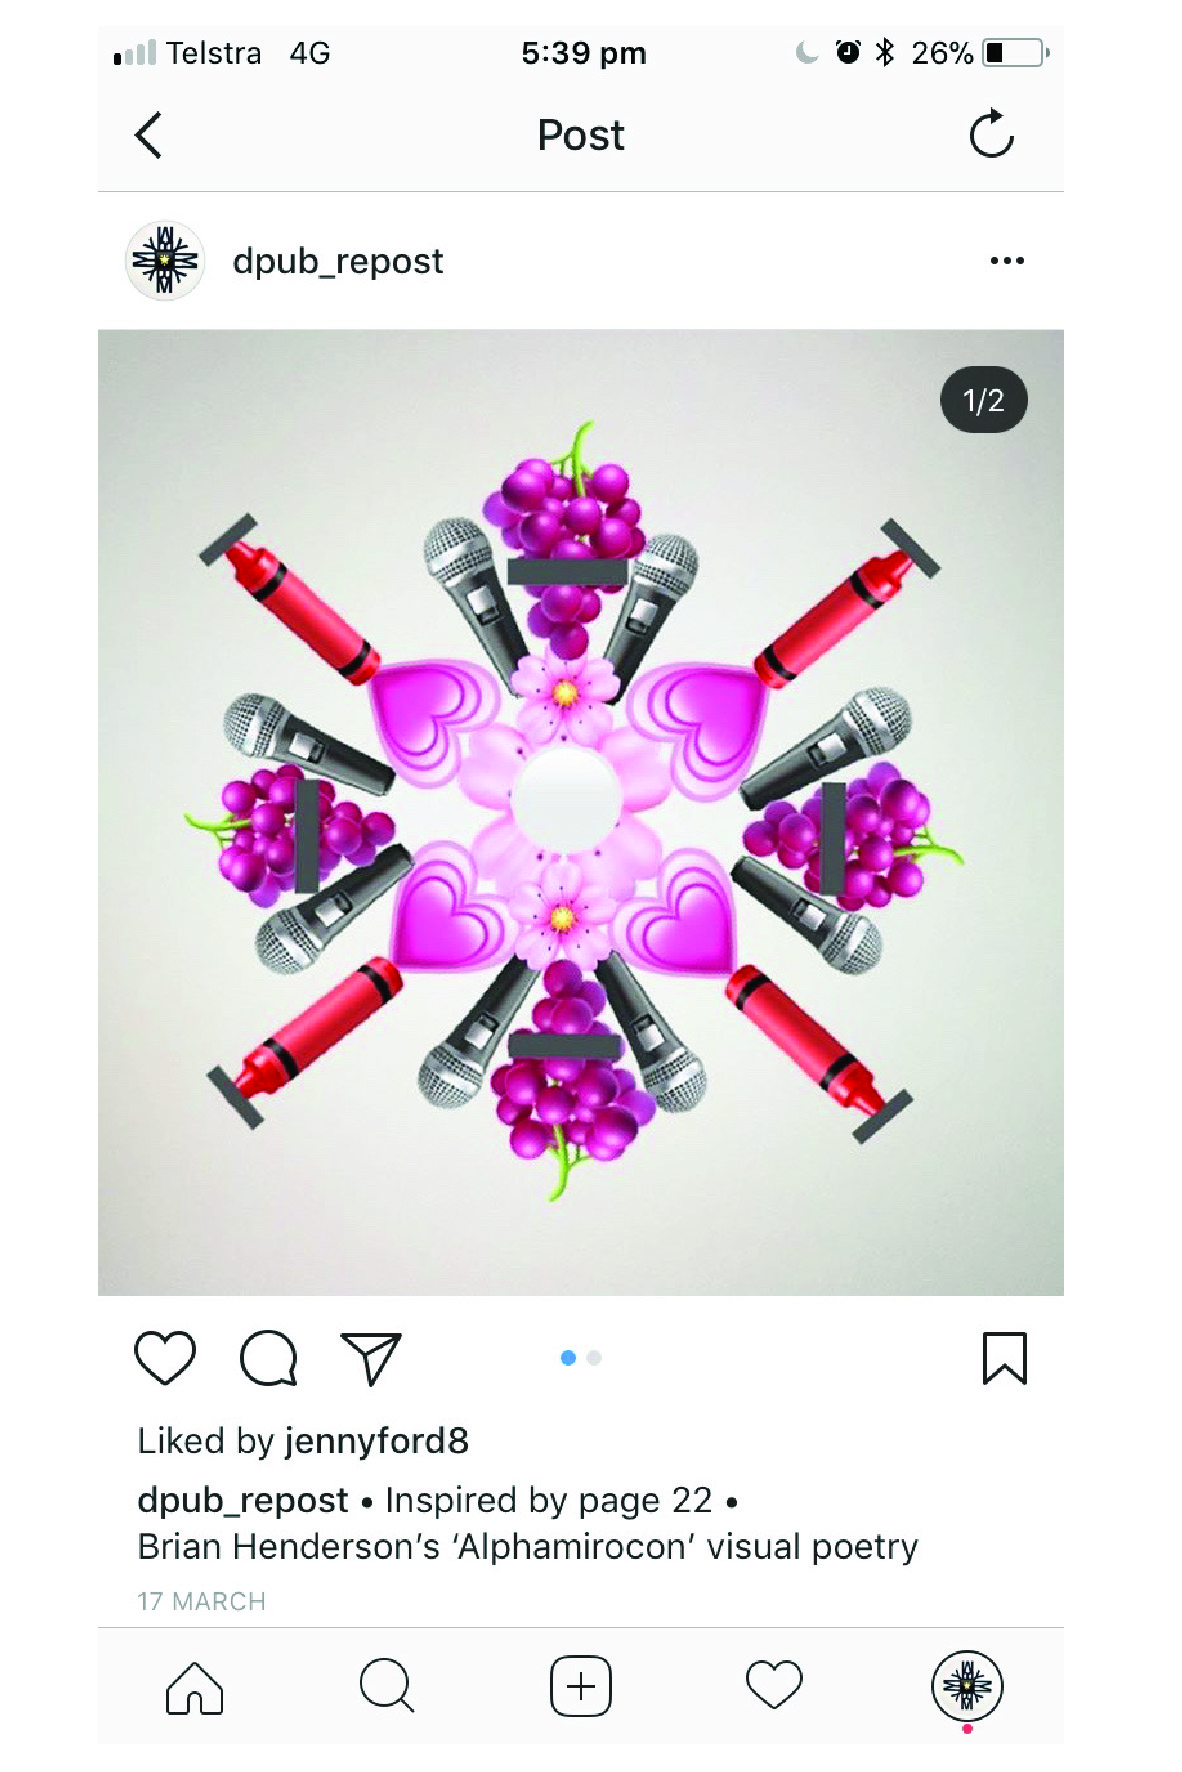 Telstra 4G 5:39 pm 26%
Post
dpub_repost
1/2
Liked by jennyford8
dpub_repost • Inspired by page 22 •
Brian Henderson's 'Alphamirocon' visual poetry
17 MARCH